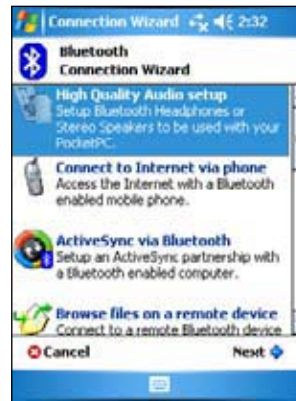 Connection Wizard 2:32
Bluetooth
Connection Wizard
High Quality Audio setup
Setup Bluetooth Headphones or
Stereo Speakers to be used with your
PocketPC.
Connect to Internet via phone
Access the Internet with a Bluetooth
enabled mobile phone.
ActiveSync via Bluetooth
Setup an ActiveSync partnership with
a Bluetooth enabled computer.
Browse files on a remote device
Connect to a remote Bluetooth device
Cancel Next